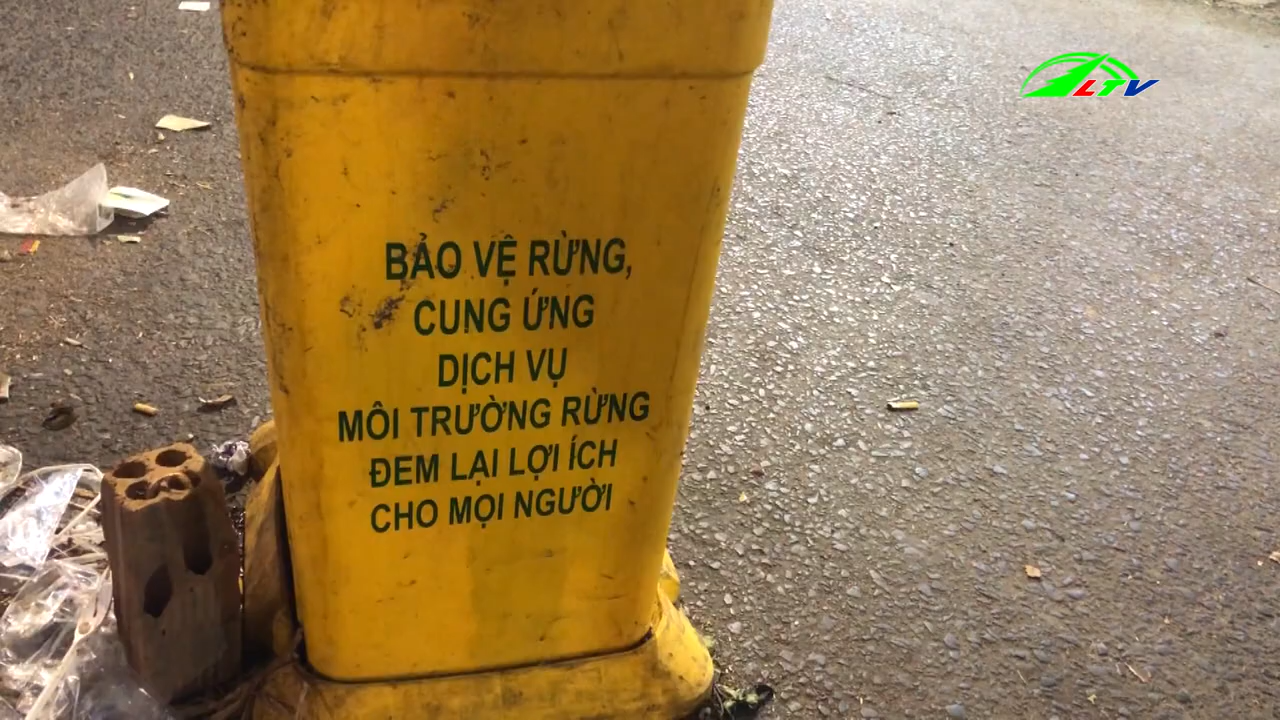 LTV
BẢO VỆ RỪNG,
CUNG ỨNG
DỊCH VỤ
MÔI TRƯỜNG RỪNG
ĐEM LẠI LỢI ÍCH
CHO MỌI NGƯỜI